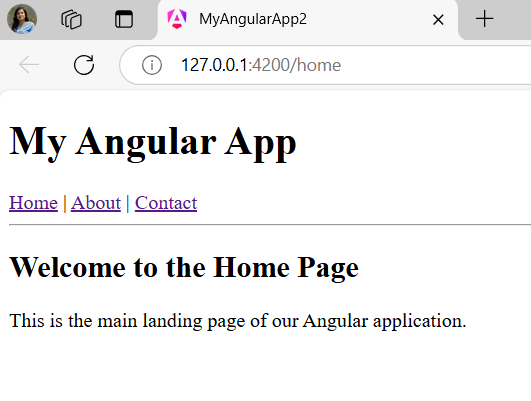 MyAngularApp2
127.0.0.1:4200/home
My Angular App
Home | About | Contact
Welcome to the Home Page
This is the main landing page of our Angular application.